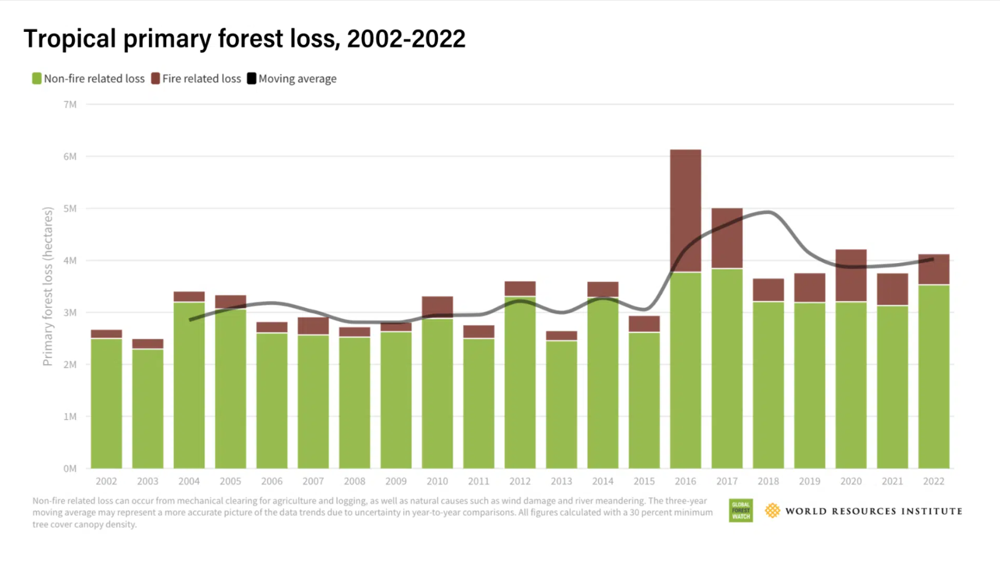 Tropical primary forest loss, 2002-2022
Non-fire related loss Fire related loss Moving average
7M
6M
5M
4M
3M
2M
1M
0M
Primary forest loss (hectares)
2002 2003 2004 2005 2006 2007 2008 2009 2010 2011 2012 2013 2014 2015 2016 2017 2018 2019 2020 2021 2022
Non-fire related loss can occur from mechanical clearing for agriculture and logging, as well as natural causes such as wind damage and river meandering. The three-year
moving average may represent a more accurate picture of the data trends due to uncertainty in year-to-year comparisons. All figures calculated with a 30 percent minimum
tree cover canopy density.
GLOBAL
FOREST
WATCH
WORLD RESOURCES INSTITUTE